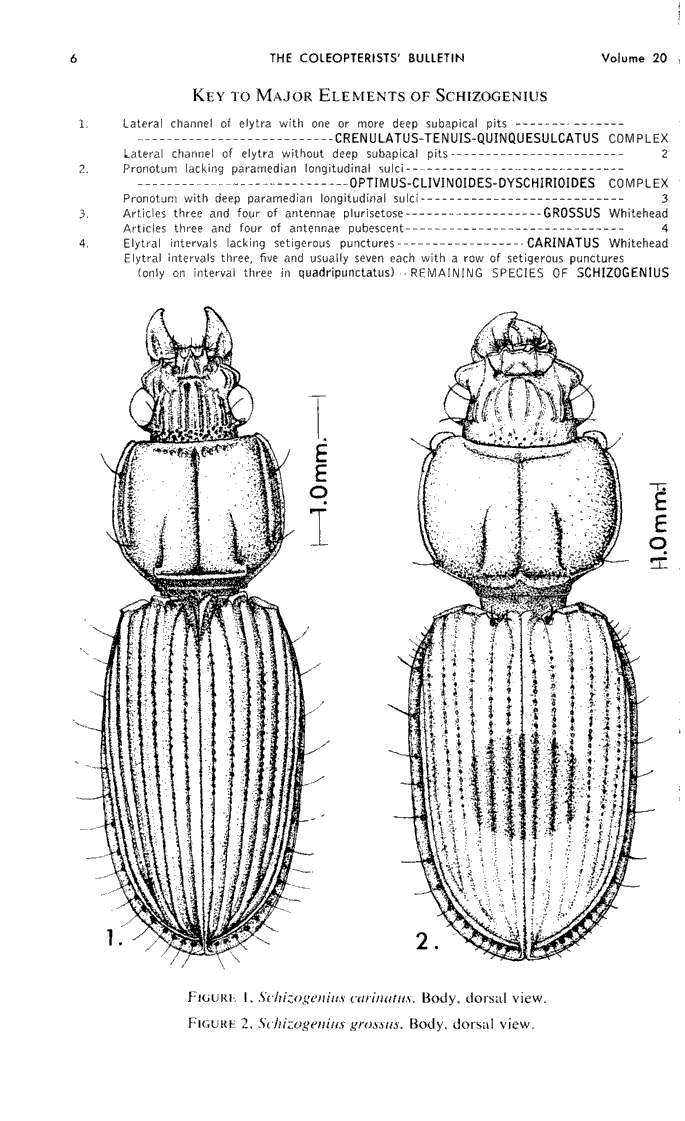 6 THE COLEOPTERISTS' BULLETIN Volume 20
KEY TO MAJOR ELEMENTS OF SCHIZOGENIUS
1. Lateral channel of elytra with one or more deep subapical pits ---------------
--------------------------CRENULATUS-TENUIS-QUINQUESULCATUS COMPLEX
Lateral channel of elytra without deep subapical pits----------------------- 2
2. Pronotum lacking paramedian longitudinal sulci-----------------------------
----------------------------OPTIMUS-CLIVINOIDES-DYSCHIRIOIDES COMPLEX
Pronotum with deep paramedian longitudinal sulci--------------------------- 3
3. Articles three and four of antennae plurisetose------------------GROSSUS Whitehead
Articles three and four of antennae pubescent----------------------------- 4
4. Elytral intervals lacking setigerous punctures-----------------CARINATUS Whitehead
Elytral intervals three, five and usually seven each with a row of setigerous punctures
(only on interval three in quadripunctatus) --REMAINING SPECIES OF SCHIZOGENIUS
1.0mm.
1.0mm.
1.
2.
FIGURE 1, Schizogenius carinatus. Body, dorsal view.
FIGURE 2, Schizogenius grossus. Body, dorsal view.